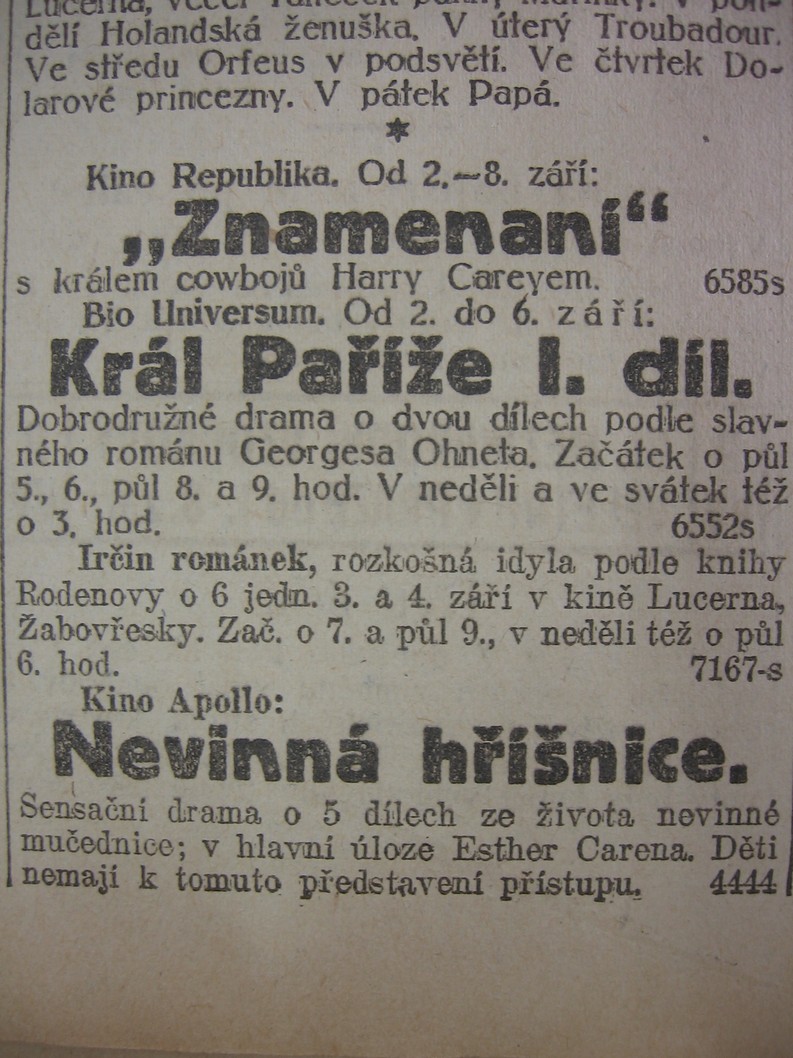 dělí Holandská ženuška. V úterý Troubadour.
Ve středu Orfeus v podsvětí. Ve čtvrtek Do-
larové princezny. V pátek Papá.
*
Kino Republika. Od 2.—8. září:
„Znamenaní“
s králem cowbojů Harry Careyem. 6585s
Bio Universum. Od 2. do 6. září:
Král Paříže I. díl.
Dobrodružné drama o dvou dílech podle slav-
ného románu Georgesa Ohneta. Začátek o půl
5., 6., půl 8. a 9. hod. V neděli a ve svátek též
o 3. hod. 6552s
Irčin románek, rozkošná idyla podle knihy
Rodenovy o 6 jedn. 3. a 4. září v kině Lucerna,
Žabovřesky. Zač. o 7. a půl 9., v neděli též o půl
6. hod. 7167-s
Kino Apollo:
Nevinná hříšnice.
Sensační drama o 5 dílech ze života nevinné
mučednice; v hlavní úloze Esther Carena. Děti
nemají k tomuto představení přístupu. 4444